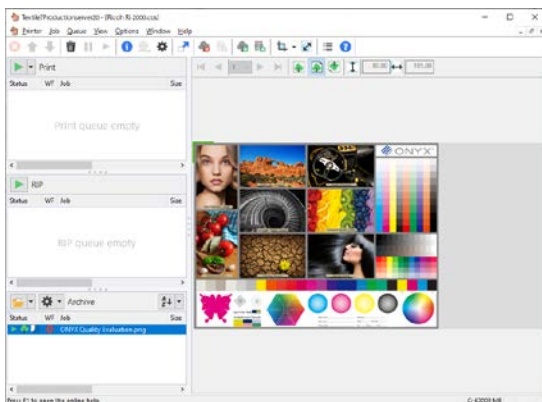 TextilePProductionserver20 - [Ricoh Ri-2000.cos]
Printer Job Queue View Options Window Help
Print
Status WF Job Size
Print queue empty
RIP
Status WF Job Size
RIP queue empty
Archive
Status WF Job Size
ONYX Quality Evaluation.png
ONYX
Press F1 to open the online help